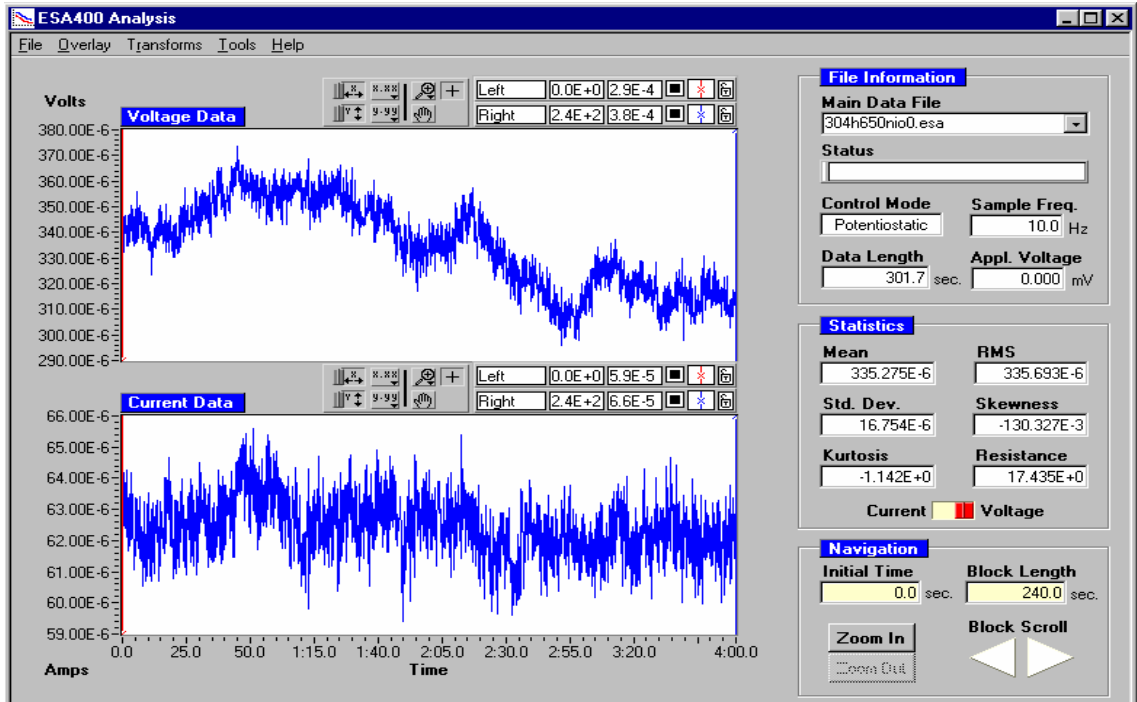 ESA400 Analysis
File Overlay Transforms Tools Help
Volts
Voltage Data
x.xx
y.yy
Left 0.0E+0 2.9E-4
Right 2.4E+2 3.8E-4
380.00E-6
370.00E-6
360.00E-6
350.00E-6
340.00E-6
330.00E-6
320.00E-6
310.00E-6
300.00E-6
290.00E-6
Current Data
x.xx
y.yy
Left 0.0E+0 5.9E-5
Right 2.4E+2 6.6E-5
66.00E-6
65.00E-6
64.00E-6
63.00E-6
62.00E-6
61.00E-6
60.00E-6
59.00E-6
0.0 25.0 50.0 1:15.0 1:40.0 2:05.0 2:30.0 2:55.0 3:20.0 4:00.0
Amps
Time
File Information
Main Data File
304h650nio0.esa
Status
Control Mode Sample Freq.
Potentiostatic 10.0 Hz
Data Length Appl. Voltage
301.7 sec. 0.000 mV
Statistics
Mean RMS
335.275E-6 335.693E-6
Std. Dev. Skewness
16.754E-6 -130.327E-3
Kurtosis Resistance
-1.142E+0 17.435E+0
Current Voltage
Navigation
Initial Time Block Length
0.0 sec. 240.0 sec.
Zoom In Block Scroll
Zoom Out